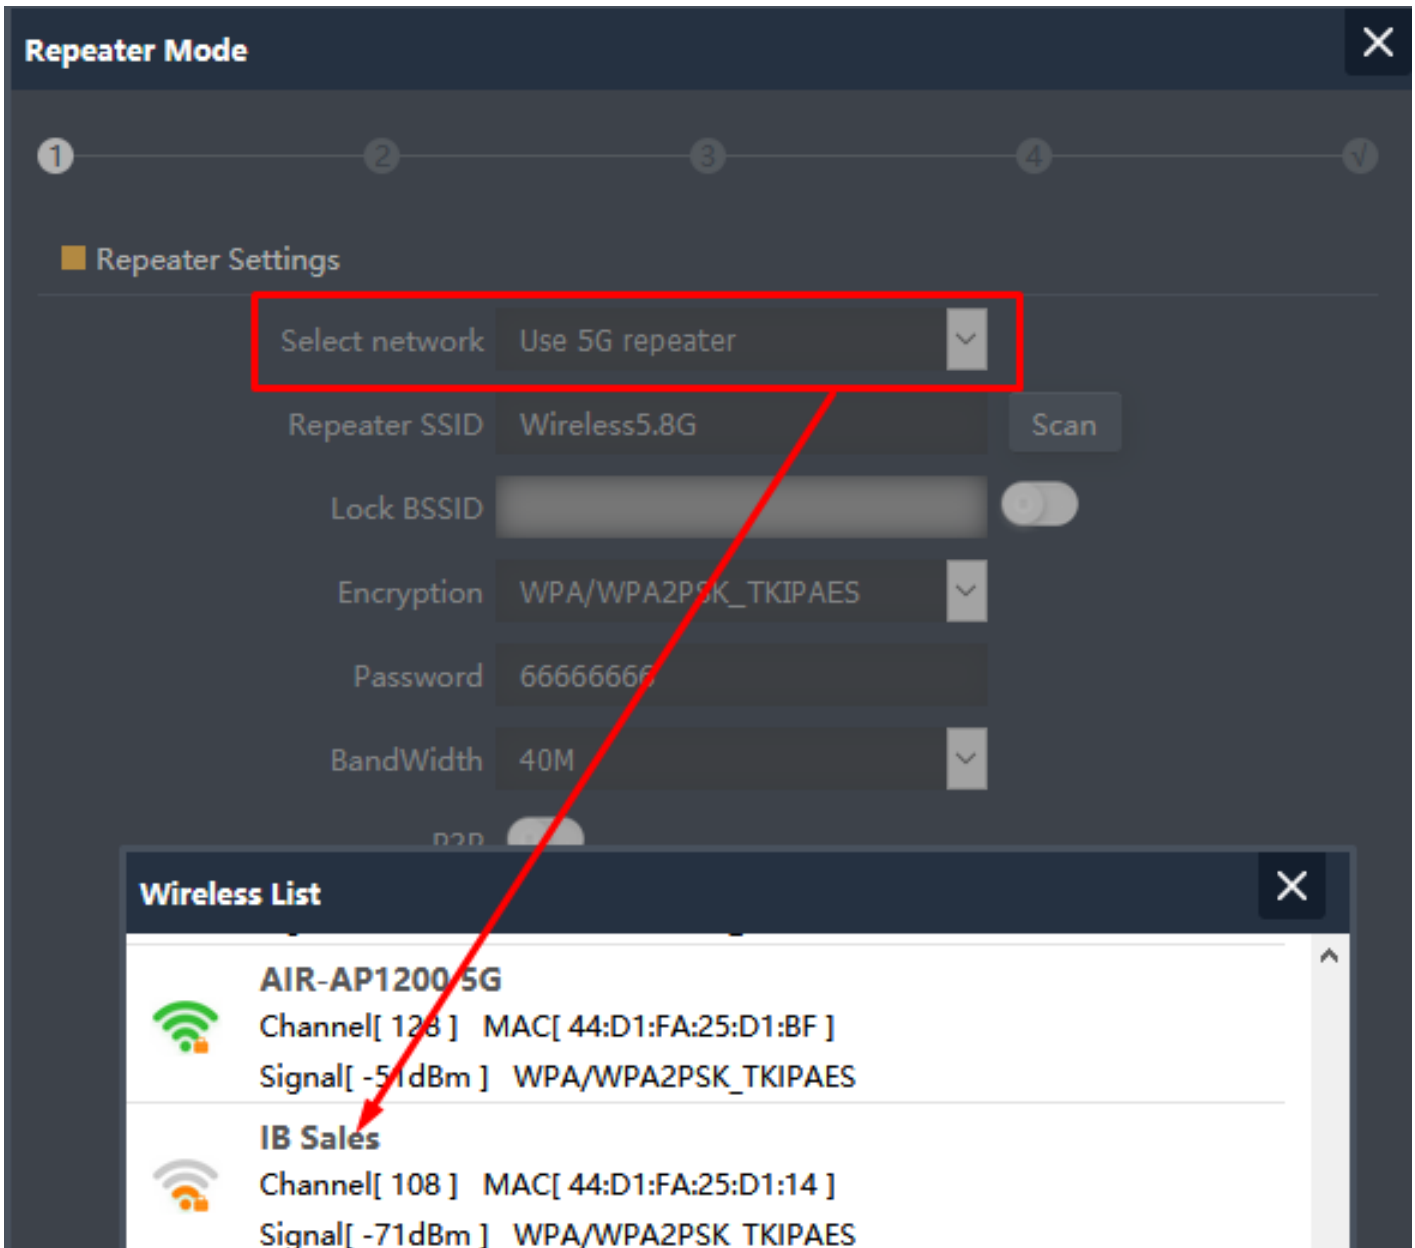 Repeater Mode
1 2 3 4 √
Repeater Settings
Select network Use 5G repeater
Repeater SSID Wireless5.8G Scan
Lock BSSID
Encryption WPA/WPA2PSK_TKIPAES
Password 66666666
BandWidth 40M
P2P
Wireless List
AIR-AP1200-5G
Channel[ 128 ] MAC[ 44:D1:FA:25:D1:BF ]
Signal[ -51dBm ] WPA/WPA2PSK_TKIPAES
IB Sales
Channel[ 108 ] MAC[ 44:D1:FA:25:D1:14 ]
Signal[ -71dBm ] WPA/WPA2PSK_TKIPAES